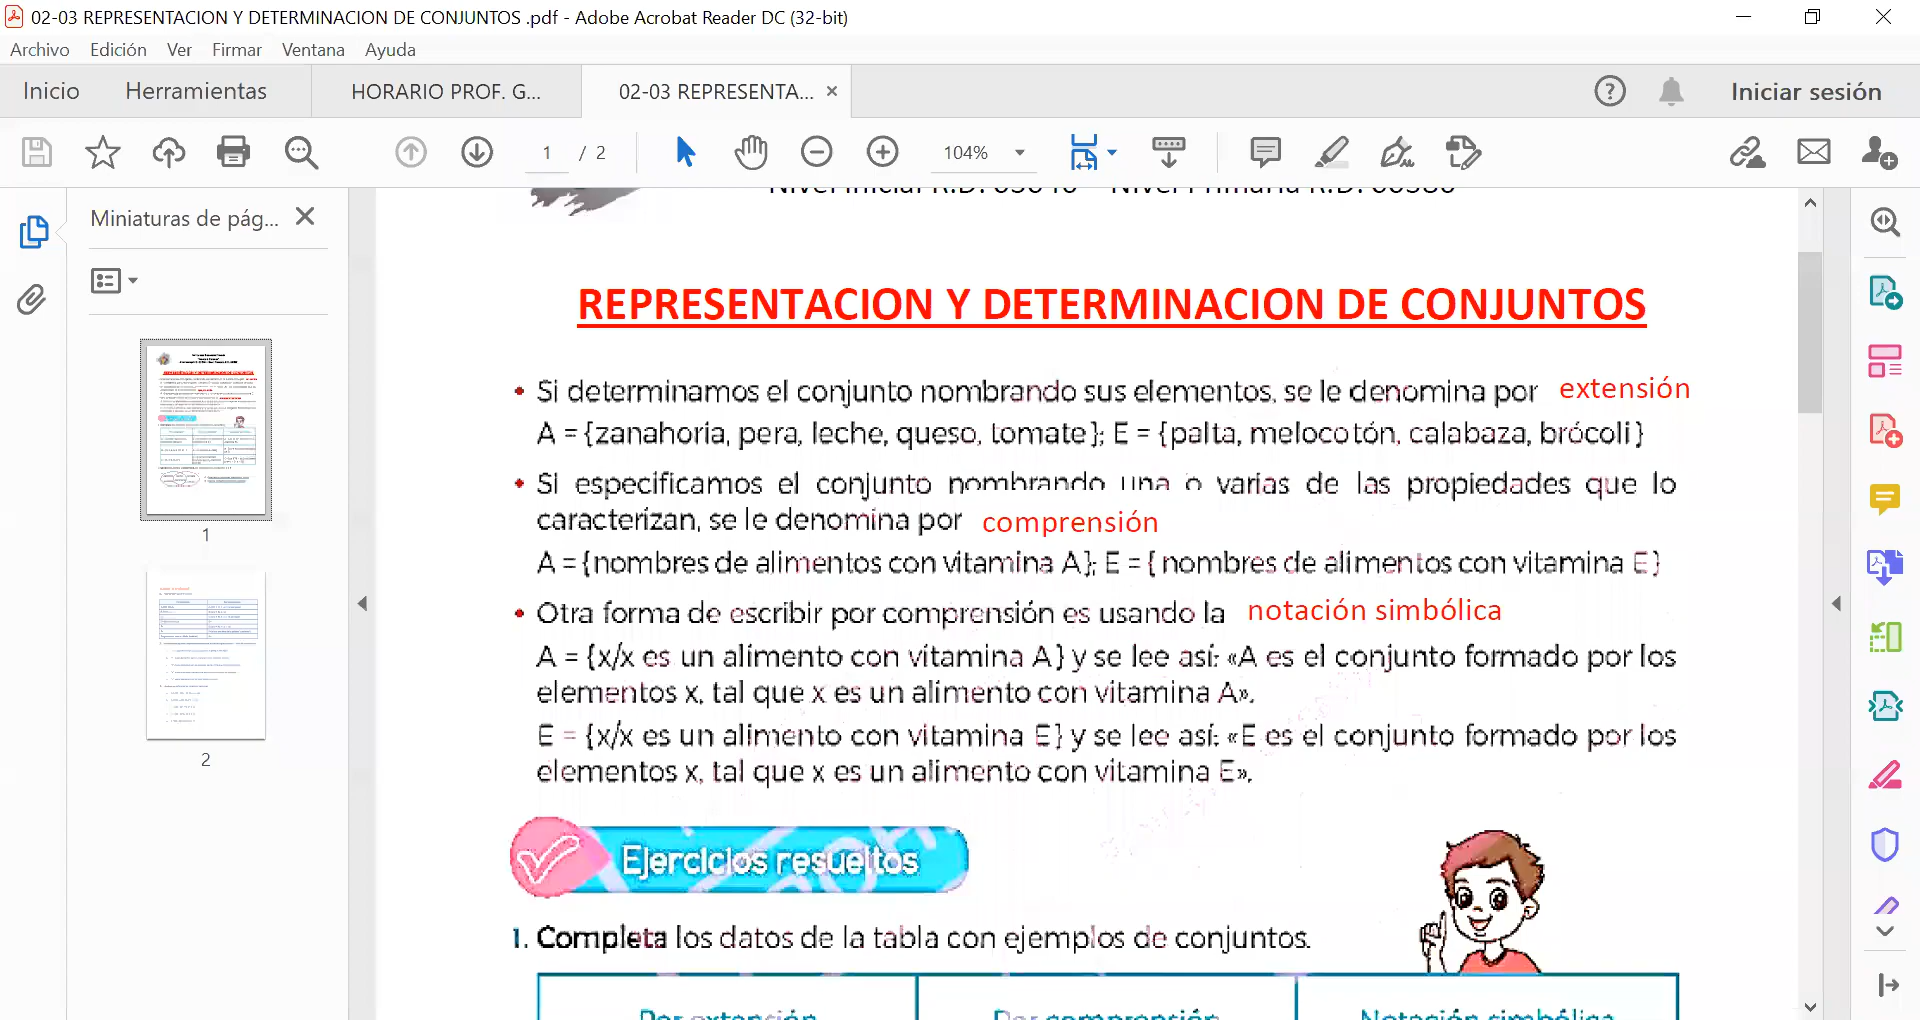 02-03 REPRESENTACION Y DETERMINACION DE CONJUNTOS .pdf - Adobe Acrobat Reader DC (32-bit)
Archivo Edición Ver Firmar Ventana Ayuda
Inicio Herramientas HORARIO PROF. G... 02-03 REPRESENTA... × Iniciar sesión
1 / 2 104%
Miniaturas de pág...
REPRESENTACION Y DETERMINACION DE CONJUNTOS
• Si determinamos el conjunto nombrando sus elementos, se le denomina por extensión
A = {zanahoria, pera, leche, queso, tomate}; E = {palta, melocotón, calabaza, brócoli}
• Si especificamos el conjunto nombrando una o varias de las propiedades que lo
caracterizan, se le denomina por comprensión
A = {nombres de alimentos con vitamina A}; E = { nombres de alimentos con vitamina E}
• Otra forma de escribir por comprensión es usando la notación simbólica
A = {x/x es un alimento con vitamina A} y se lee así: «A es el conjunto formado por los
elementos x, tal que x es un alimento con vitamina A».
E = {x/x es un alimento con vitamina E} y se lee así: «E es el conjunto formado por los
elementos x, tal que x es un alimento con vitamina E».
Ejercicios resueltos
1. Completa los datos de la tabla con ejemplos de conjuntos.
Por extensión Por comprensión Notación simbólica
1
2